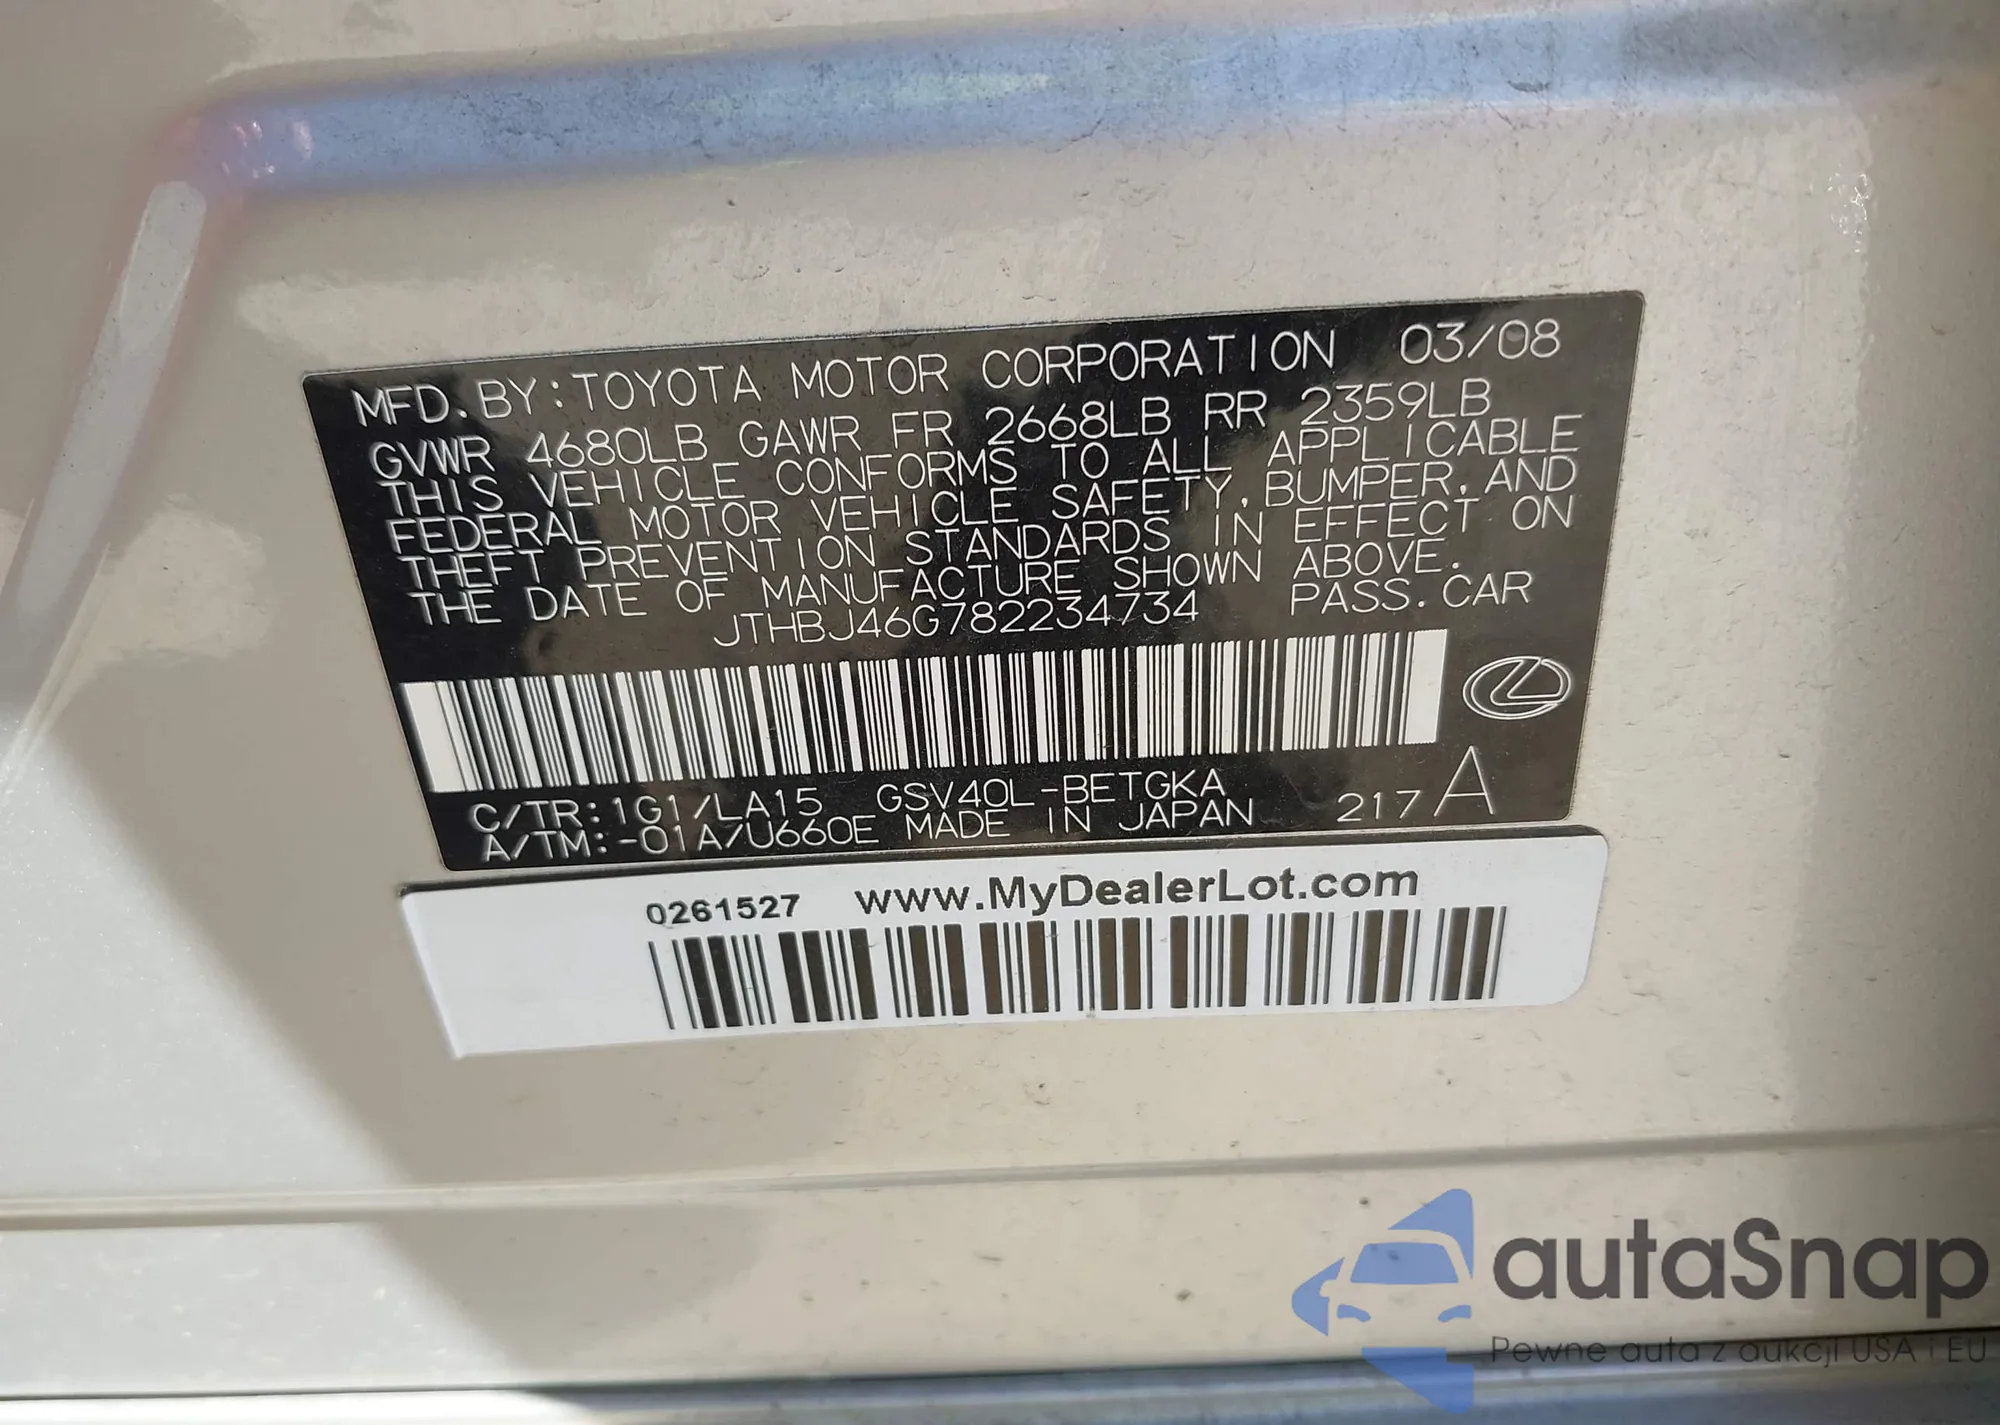 MFD. BY: TOYOTA MOTOR CORPORATION 03/08
GVWR 4680LB GAWR FR 2668LB RR 2359LB
THIS VEHICLE CONFORMS TO ALL APPLICABLE
FEDERAL MOTOR VEHICLE SAFETY, BUMPER, AND
THEFT PREVENTION STANDARDS IN EFFECT ON
THE DATE OF MANUFACTURE SHOWN ABOVE.
JTHBJ46G782234734 PASS. CAR
C/TR: 1G1/LA15 GSV40L-BETGKA
A/TM: -01A/U660E MADE IN JAPAN 217 A
0261527 www.MyDealerLot.com
autaSnap
Pewne auta z aukcji USA i EU